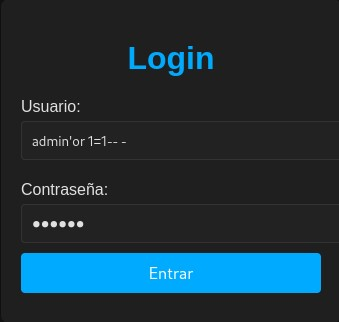 Login
Usuario:
admin'or 1=1-- -
Contraseña:
●●●●●●
Entrar